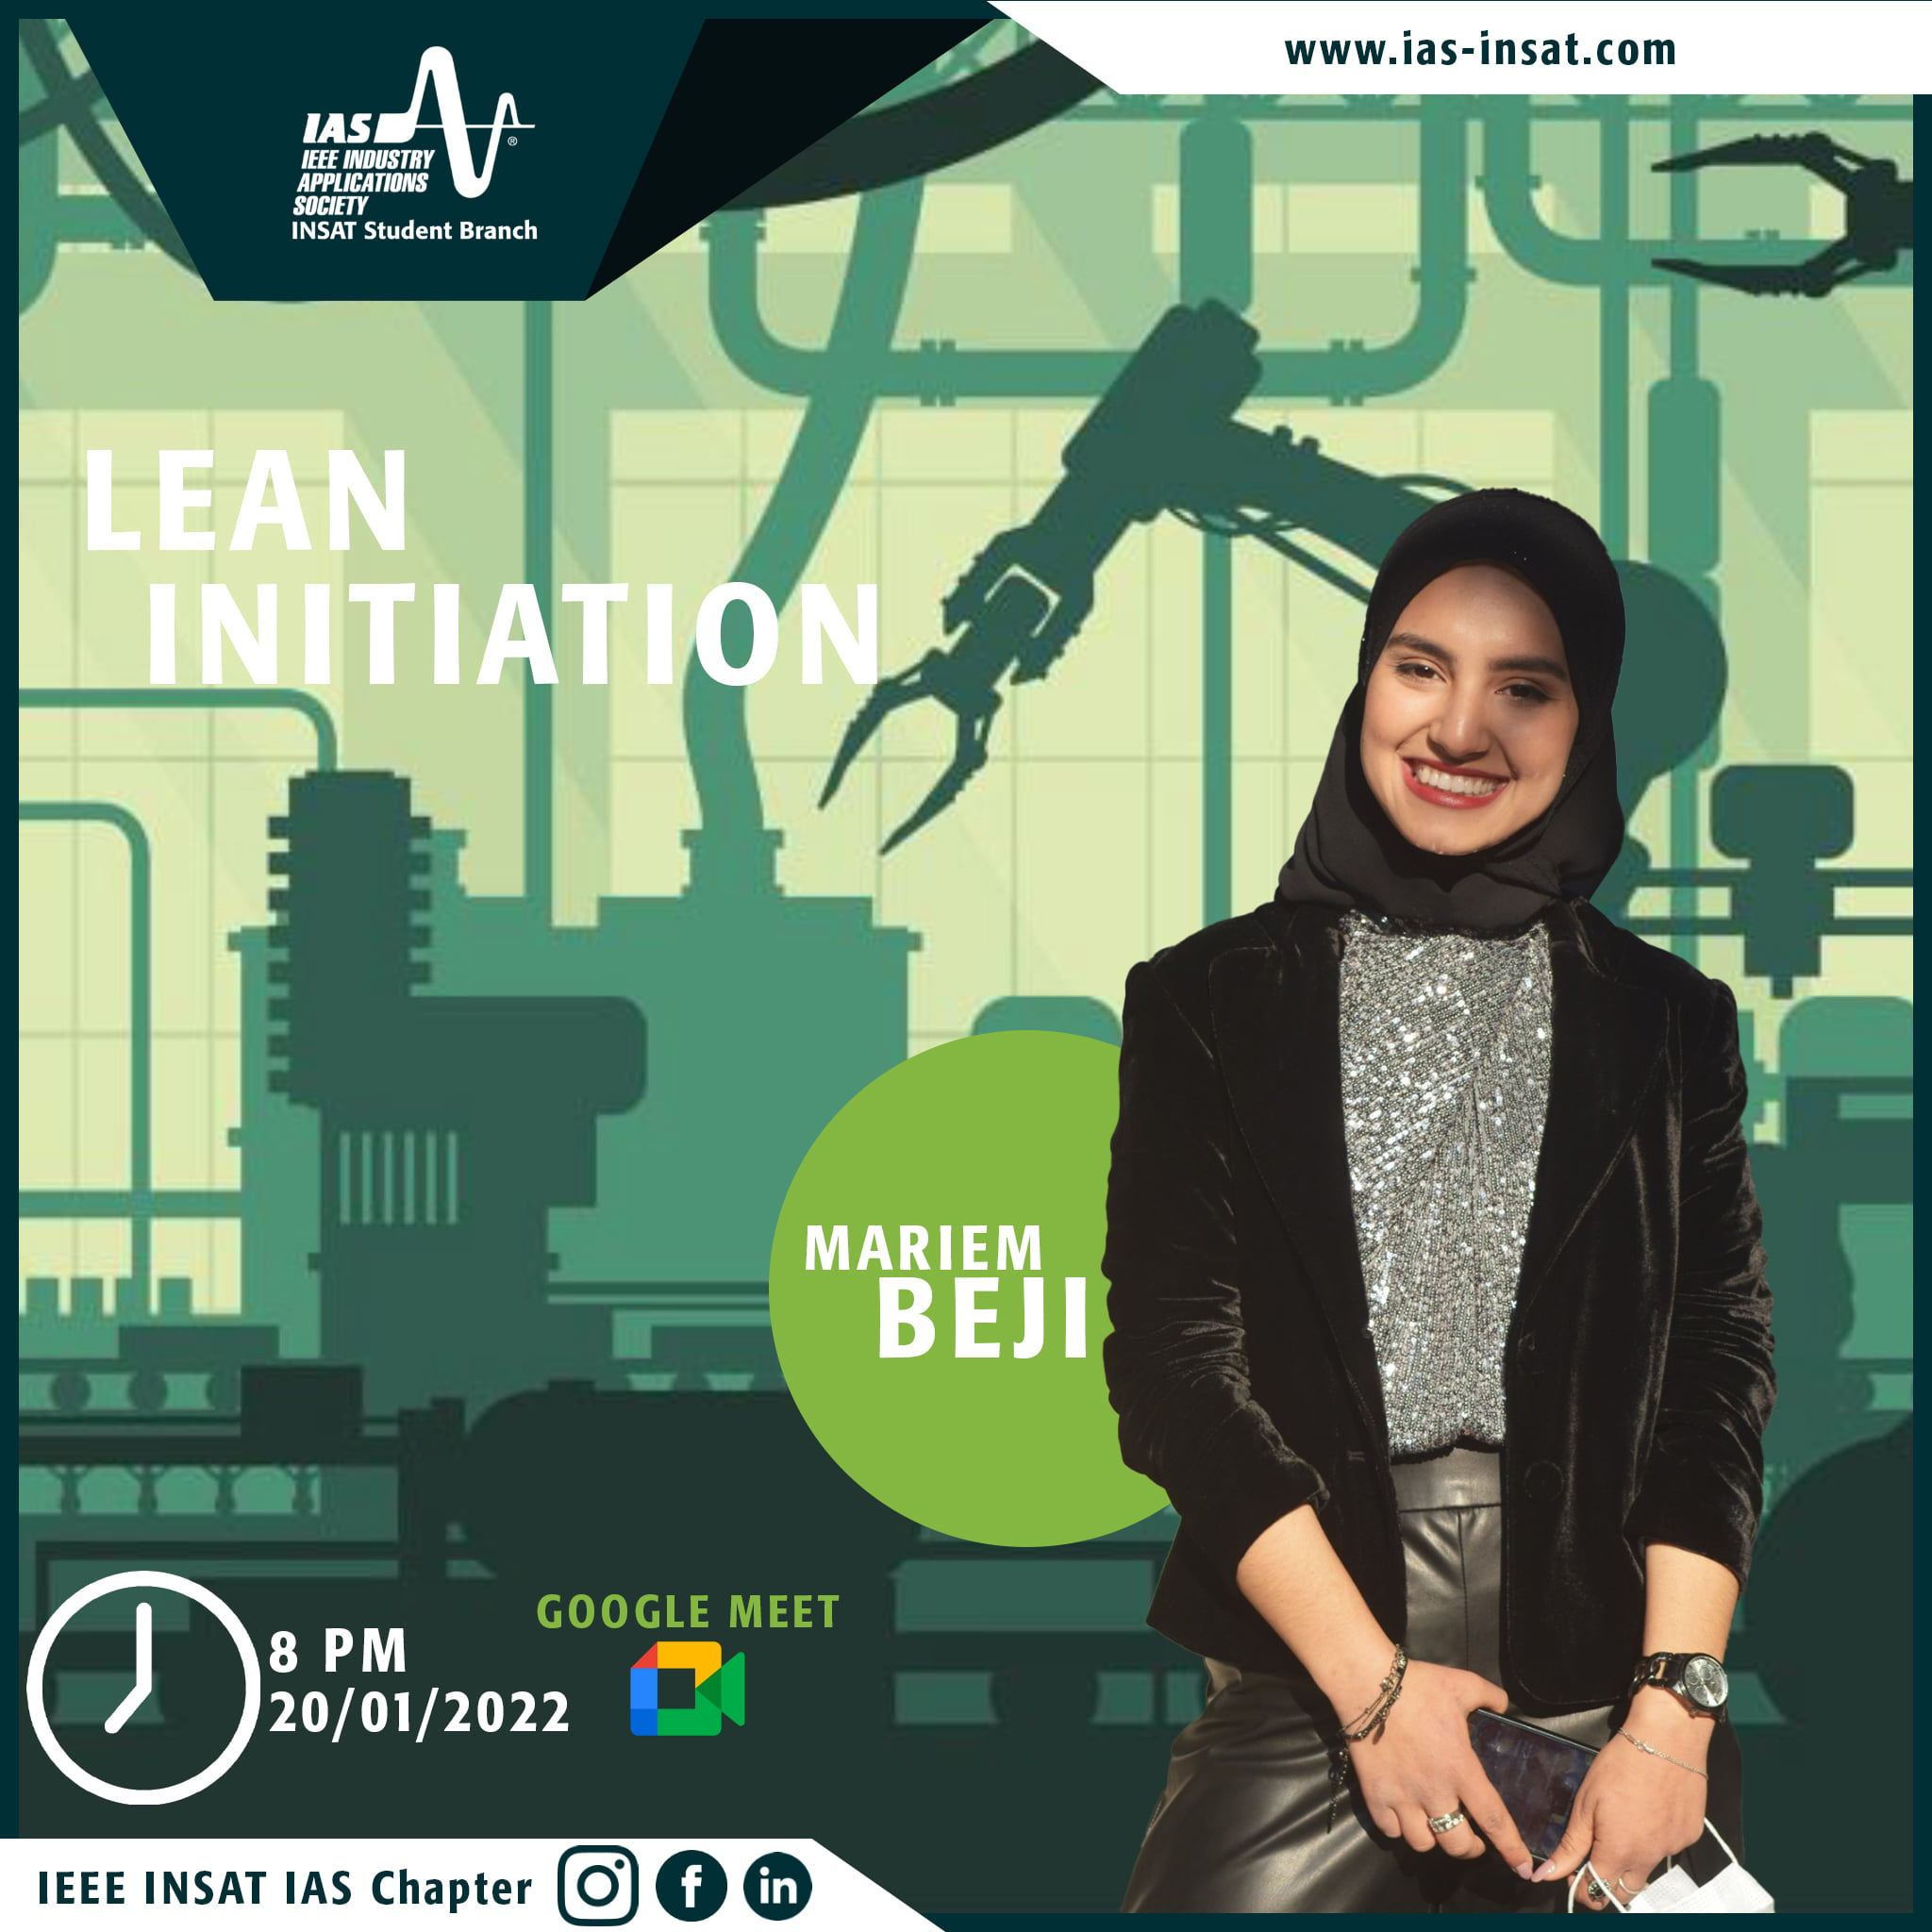 www.ias-insat.com
IAS
IEEE INDUSTRY
APPLICATIONS
SOCIETY
INSAT Student Branch
LEAN
INITIATION
MARIEM
BEJI
GOOGLE MEET
8 PM
20/01/2022
IEEE INSAT IAS Chapter